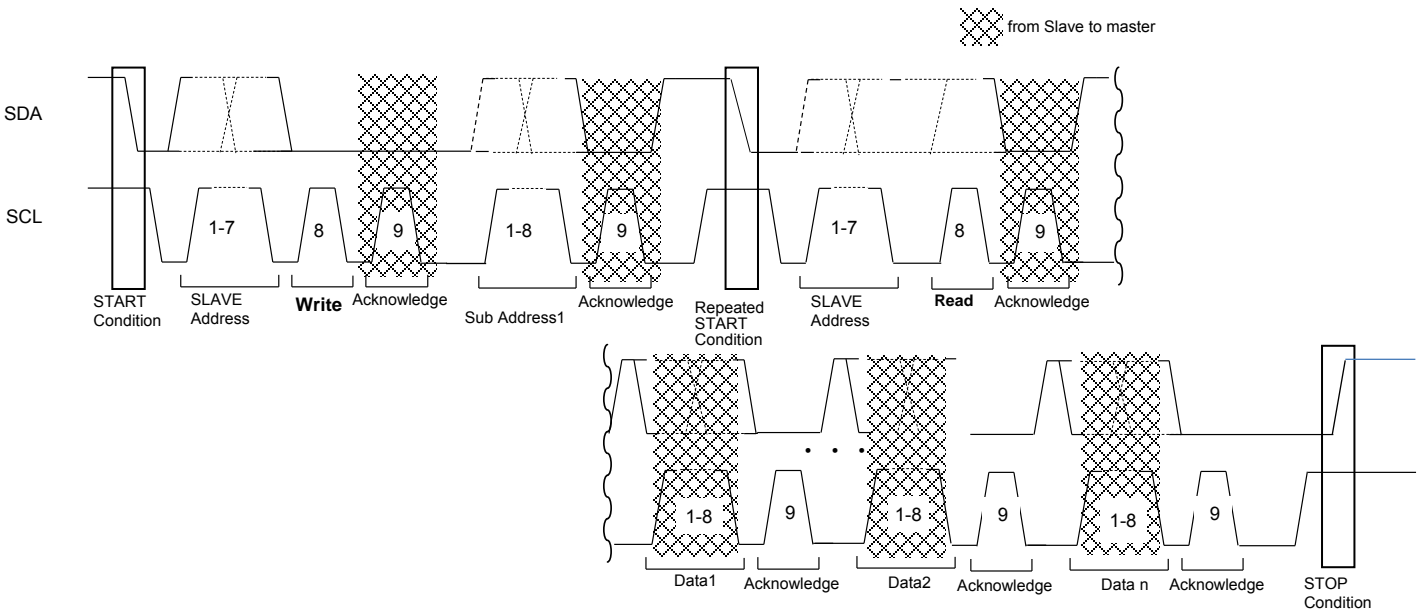 from Slave to master
SDA
SCL
1-7
8
9
1-8
9
1-7
8
9
START
Condition
SLAVE
Address
Write
Acknowledge
Sub Address1
Acknowledge
Repeated
START
Condition
SLAVE
Address
Read
Acknowledge
. . .
1-8
9
1-8
9
1-8
9
Data1
Acknowledge
Data2
Acknowledge
Data n
Acknowledge
STOP
Condition